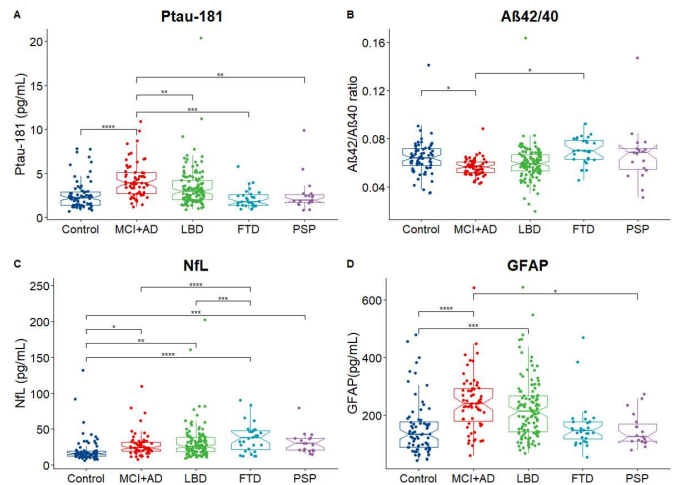 A Ptau-181
Ptau-181 (pg/mL)
20
15
10
5
0
****
**
**
***
Control MCI+AD LBD FTD PSP
B Aß42/40
Aβ42/Aβ40 ratio
0.16
0.12
0.08
0.04
*
*
Control MCI+AD LBD FTD PSP
C NfL
NfL (pg/mL)
250
200
150
100
50
0
****
***
***
*
**
****
Control MCI+AD LBD FTD PSP
D GFAP
GFAP(pg/mL)
600
400
200
****
*
***
Control MCI+AD LBD FTD PSP